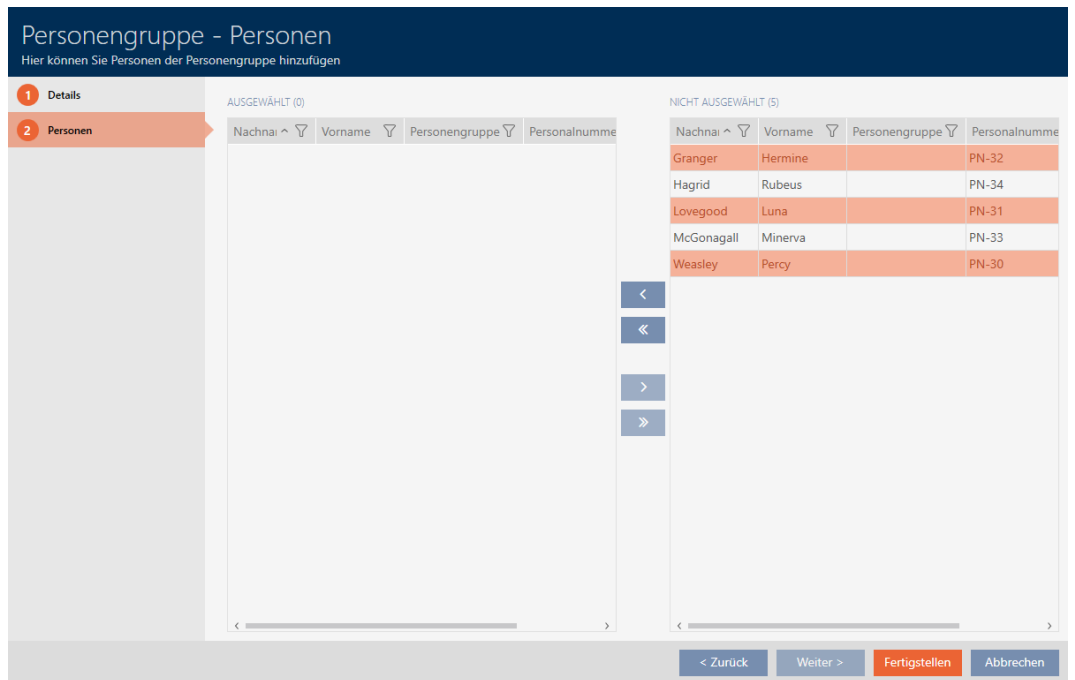 Personengruppe - Personen
Hier können Sie Personen der Personengruppe hinzufügen
1 Details
2 Personen
AUSGEWÄHLT (0)
Nachnai Vorname Personengruppe Personalnumme
NICHT AUSGEWÄHLT (5)
Nachnai Vorname Personengruppe Personalnumme
Granger Hermine PN-32
Hagrid Rubeus PN-34
Lovegood Luna PN-31
McGonagall Minerva PN-33
Weasley Percy PN-30
< Zurück Weiter > Fertigstellen Abbrechen